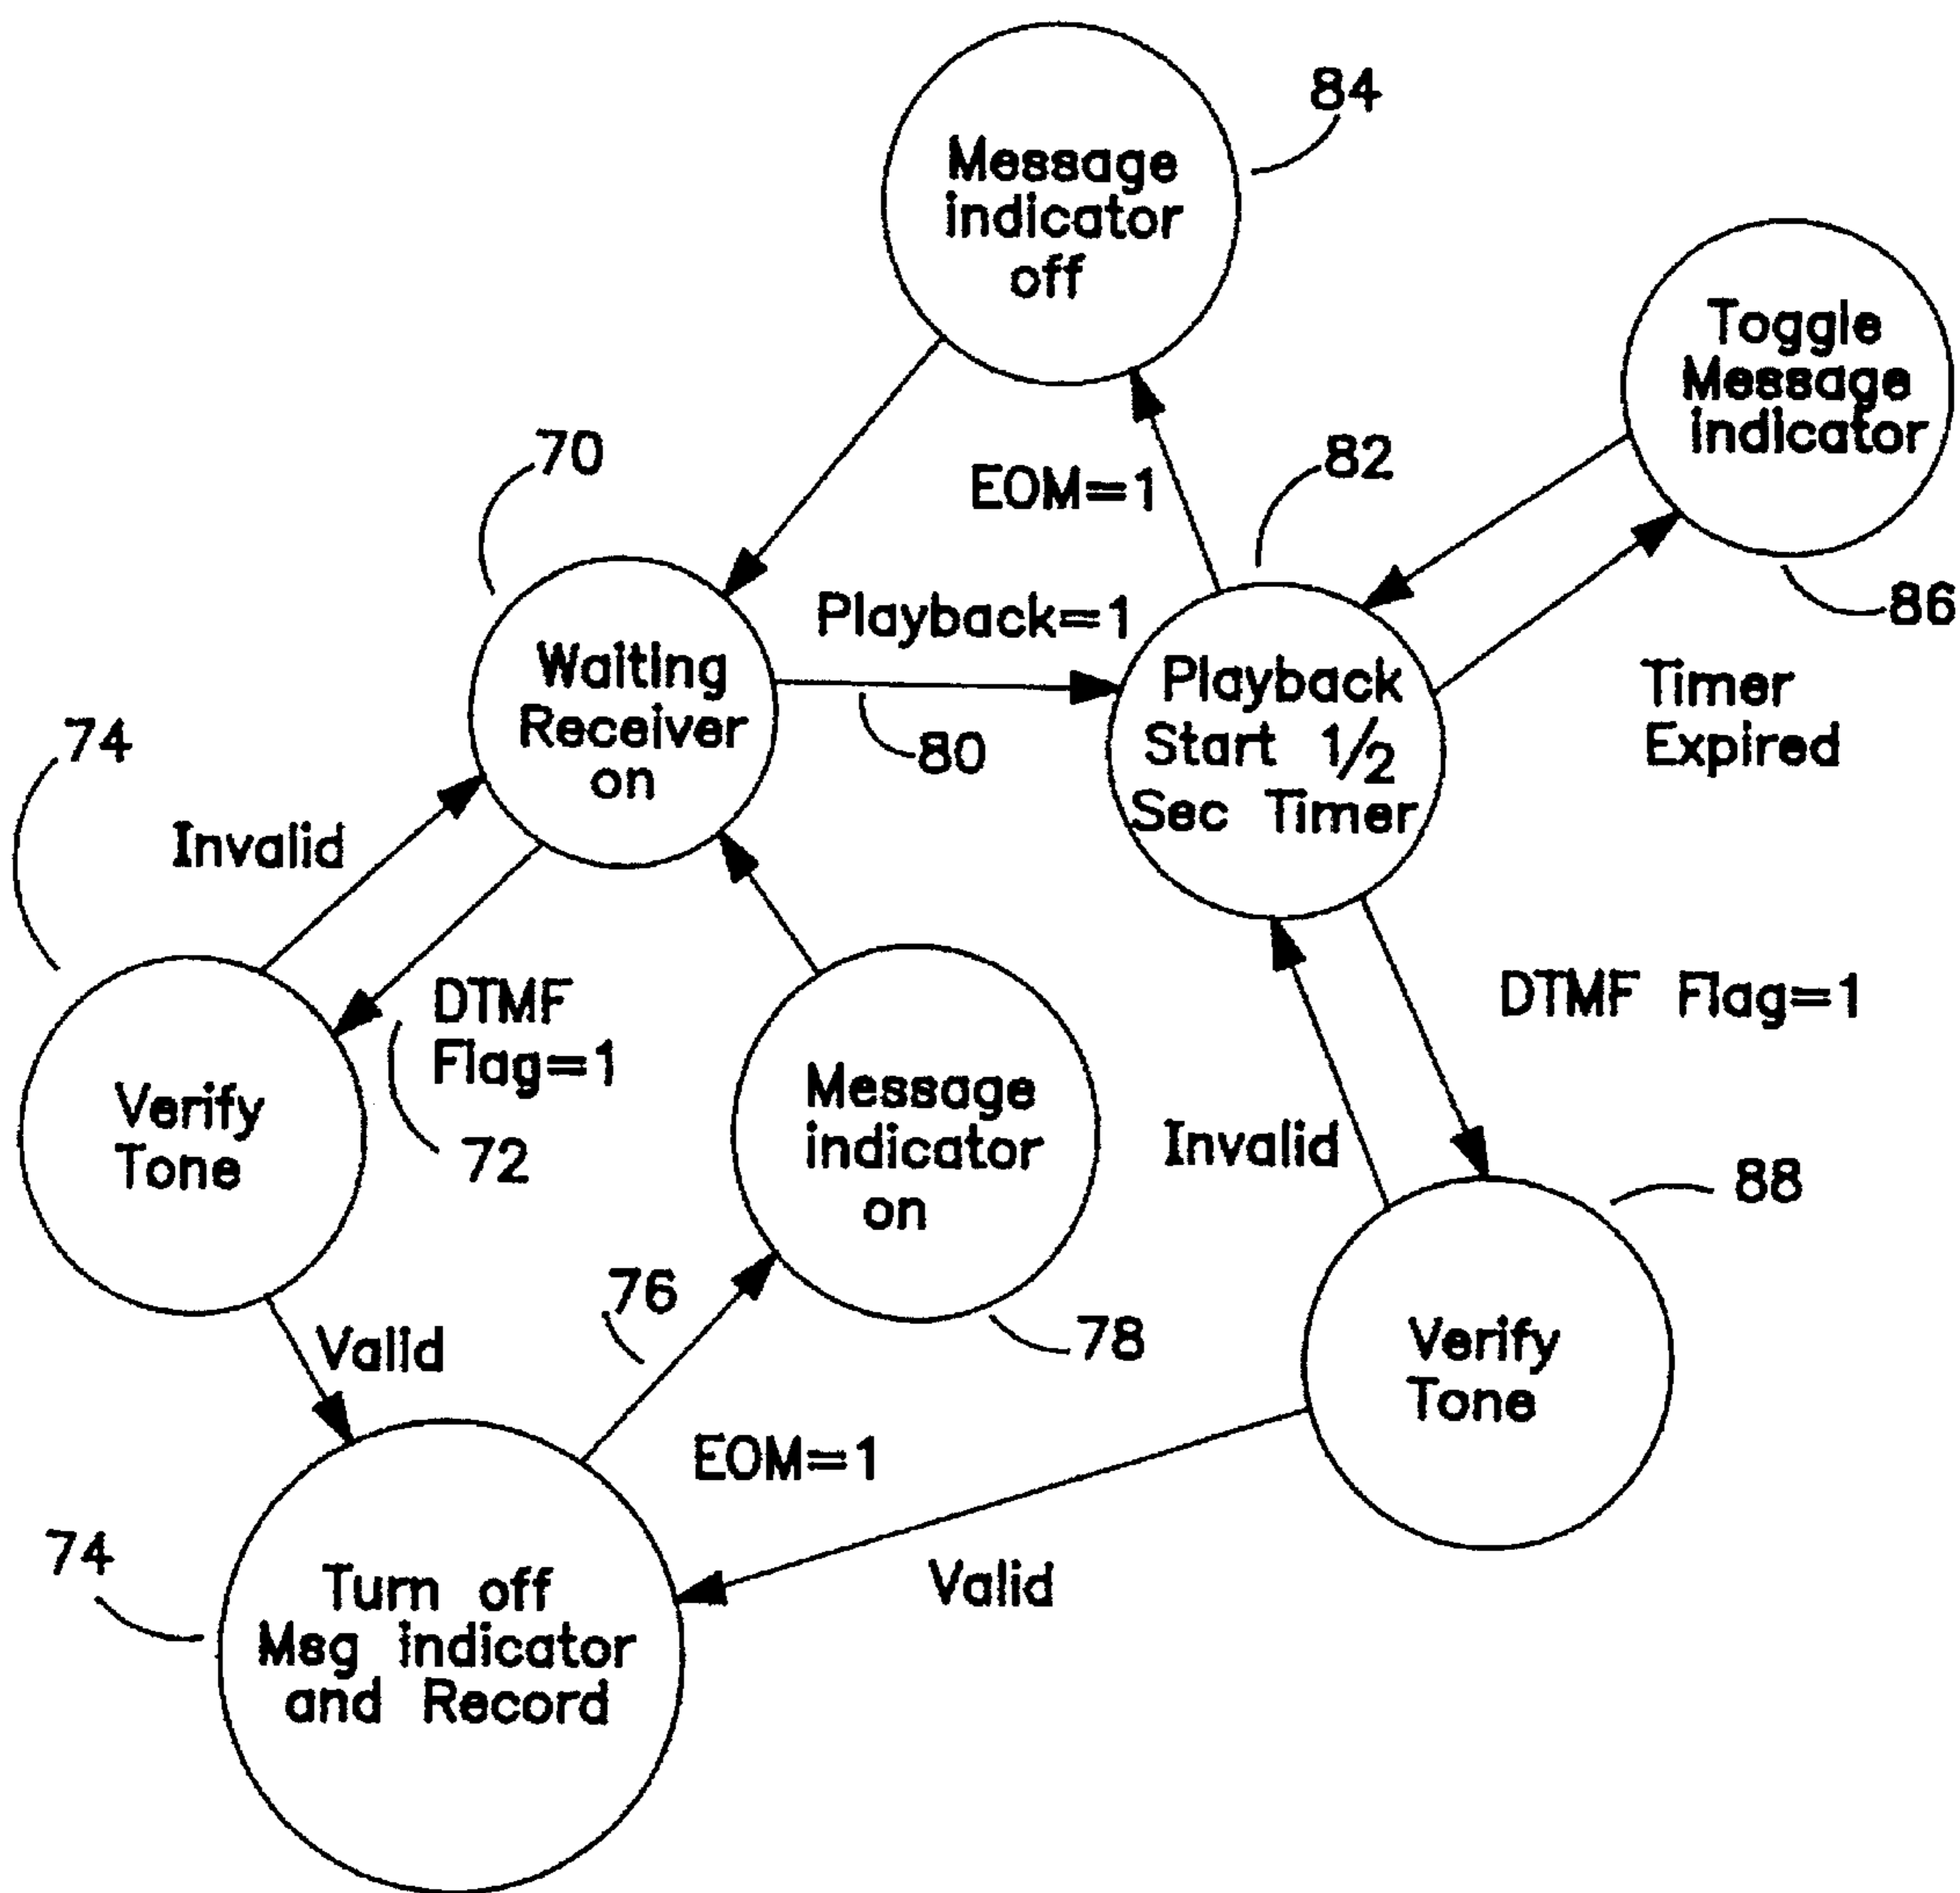 84
Message
indicator
off
Toggle
Message
indicator
86
70
EOM=1
82
Playback=1
80
Waiting
Receiver
on
Playback
Start 1/2
Sec Timer
Timer
Expired
74
Invalid
DTMF
Flag=1
72
Verify
Tone
Message
indicator
on
78
DTMF Flag=1
Invalid
88
Verify
Tone
Valid
76
EOM=1
Valid
74
Turn off
Msg indicator
and Record